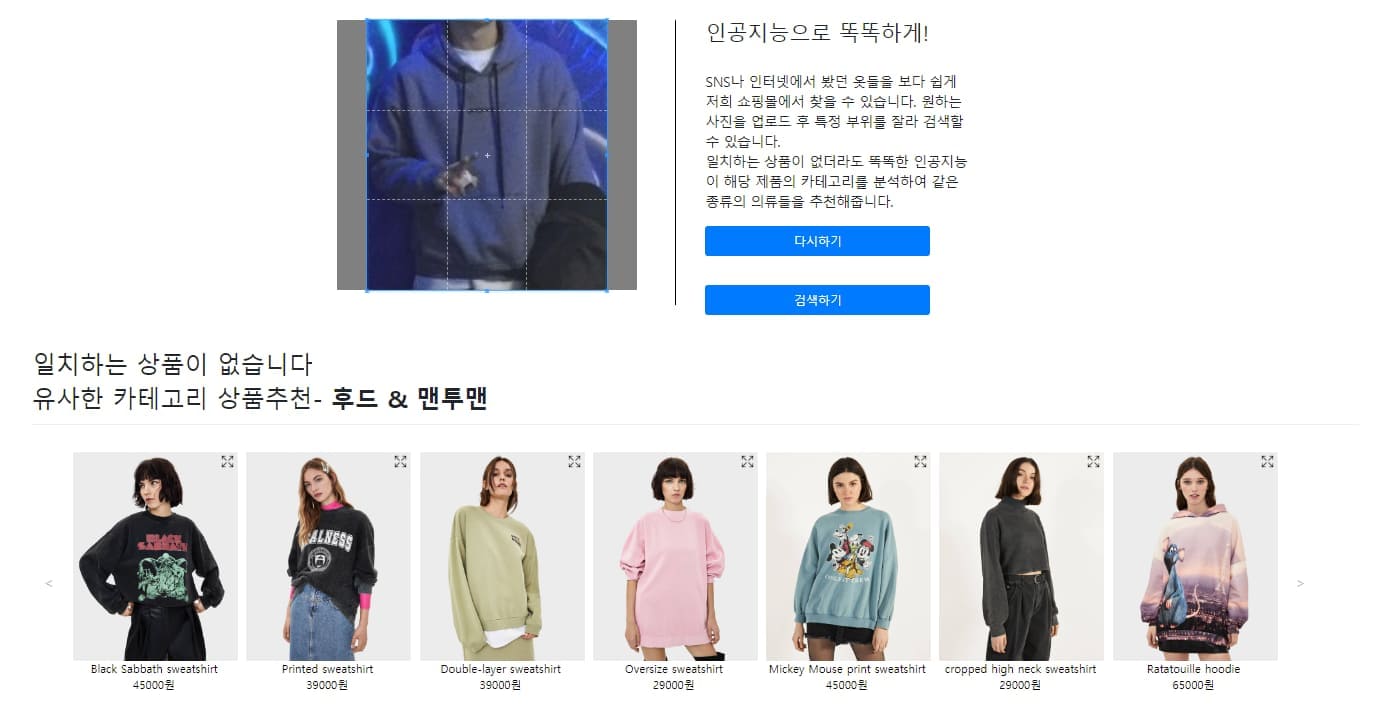 인공지능으로 똑똑하게!
SNS나 인터넷에서 봤던 옷들을 보다 쉽게
저희 쇼핑몰에서 찾을 수 있습니다. 원하는
사진을 업로드 후 특정 부위를 잘라 검색할
수 있습니다.
일치하는 상품이 없더라도 똑똑한 인공지능
이 해당 제품의 카테고리를 분석하여 같은
종류의 의류들을 추천해줍니다.
다시하기
검색하기
일치하는 상품이 없습니다
유사한 카테고리 상품추천- 후드 & 맨투맨
BLACK
SABBATH
ALNESS
<
>
Black Sabbath sweatshirt
45000원
Printed sweatshirt
39000원
Double-layer sweatshirt
39000원
Oversize sweatshirt
29000원
Mickey Mouse print sweatshirt
45000원
cropped high neck sweatshirt
29000원
Ratatouille hoodie
65000원